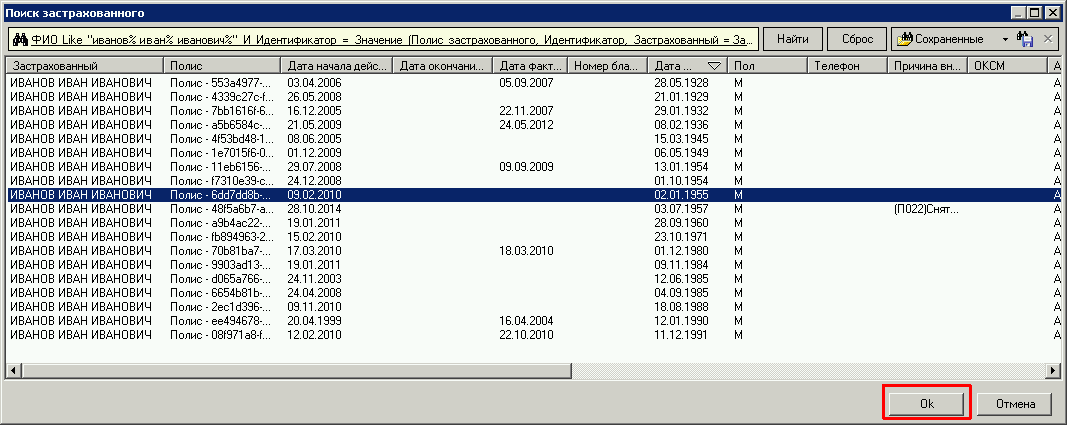 Поиск застрахованного
ФИО Like "иванов% иван% иванович%" И Идентификатор = Значение (Полис застрахованного, Идентификатор, Застрахованный = За... Найти Сброс Сохраненные
Застрахованный Полис Дата начала дейс... Дата окончани... Дата факт... Номер бла... Дата ... Пол Телефон Причина вн... ОКСМ А
ИВАНОВ ИВАН ИВАНОВИЧ Полис - 553a4977-... 03.04.2006 05.09.2007 28.05.1928 М А
ИВАНОВ ИВАН ИВАНОВИЧ Полис - 4339c27c-f... 26.05.2008 21.01.1929 М А
ИВАНОВ ИВАН ИВАНОВИЧ Полис - 7bb1616f-6... 16.12.2005 22.11.2007 29.01.1932 М А
ИВАНОВ ИВАН ИВАНОВИЧ Полис - a5b6584c-... 21.05.2009 24.05.2012 08.02.1936 М А
ИВАНОВ ИВАН ИВАНОВИЧ Полис - 4f53bd48-1... 08.06.2005 15.03.1945 М А
ИВАНОВ ИВАН ИВАНОВИЧ Полис - 1e7015f6-0... 01.12.2009 06.05.1949 М А
ИВАНОВ ИВАН ИВАНОВИЧ Полис - 11eb6156-... 29.07.2008 09.09.2009 13.01.1954 М А
ИВАНОВ ИВАН ИВАНОВИЧ Полис - f7310e39-c... 24.12.2008 01.10.1954 М А
ИВАНОВ ИВАН ИВАНОВИЧ Полис - 6dd7dd8b-... 09.02.2010 02.01.1955 М А
ИВАНОВ ИВАН ИВАНОВИЧ Полис - 48f5a6b7-a... 28.10.2014 03.07.1957 М (П022)Снят... А
ИВАНОВ ИВАН ИВАНОВИЧ Полис - a9b4ac22-... 19.01.2011 28.09.1960 М А
ИВАНОВ ИВАН ИВАНОВИЧ Полис - fb894963-2... 15.02.2010 23.10.1971 М А
ИВАНОВ ИВАН ИВАНОВИЧ Полис - 70b81ba7-... 17.03.2010 18.03.2010 01.12.1980 М А
ИВАНОВ ИВАН ИВАНОВИЧ Полис - 9903ad13-... 19.01.2011 09.11.1984 М А
ИВАНОВ ИВАН ИВАНОВИЧ Полис - d065a766-... 24.11.2003 12.06.1985 М А
ИВАНОВ ИВАН ИВАНОВИЧ Полис - 6654b81b-... 24.04.2008 04.09.1985 М А
ИВАНОВ ИВАН ИВАНОВИЧ Полис - 2ec1d396-... 09.11.2010 18.08.1988 М А
ИВАНОВ ИВАН ИВАНОВИЧ Полис - ee494678-... 20.04.1999 16.04.2004 12.01.1990 М А
ИВАНОВ ИВАН ИВАНОВИЧ Полис - 08f971a8-f... 12.02.2010 22.10.2010 11.12.1991 М А
Ok Отмена